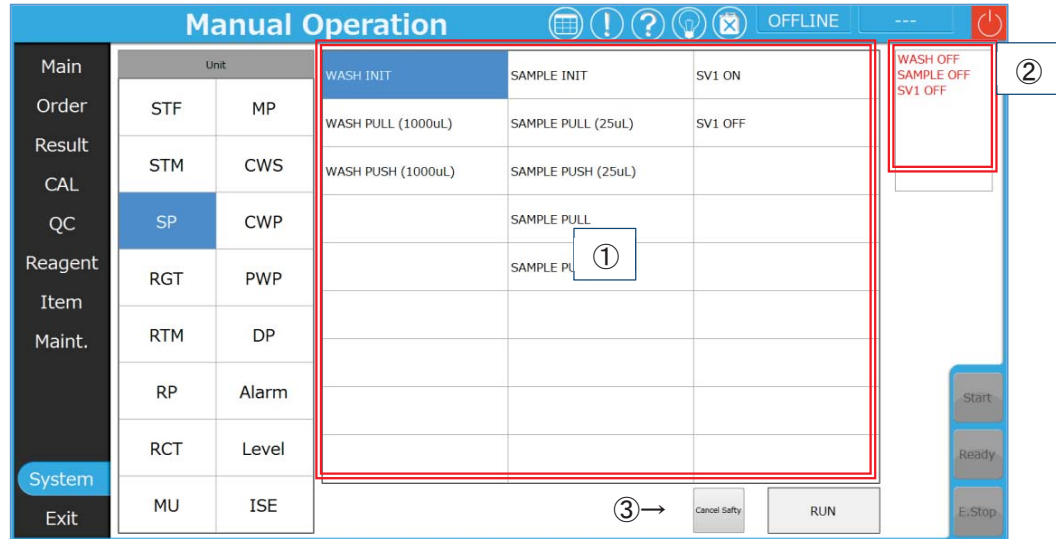 Manual Operation
! ? OFFLINE ---
Main
Order
Result
CAL
QC
Reagent
Item
Maint.
System
Exit
Unit
STF MP
STM CWS
SP CWP
RGT PWP
RTM DP
RP Alarm
RCT Level
MU ISE
WASH INIT SAMPLE INIT SV1 ON
WASH PULL (1000uL) SAMPLE PULL (25uL) SV1 OFF
WASH PUSH (1000uL) SAMPLE PUSH (25uL)
SAMPLE PULL
SAMPLE
①
WASH OFF
SAMPLE OFF
SV1 OFF
②
③→ Cancel Safty RUN
Start
Ready
E.Stop